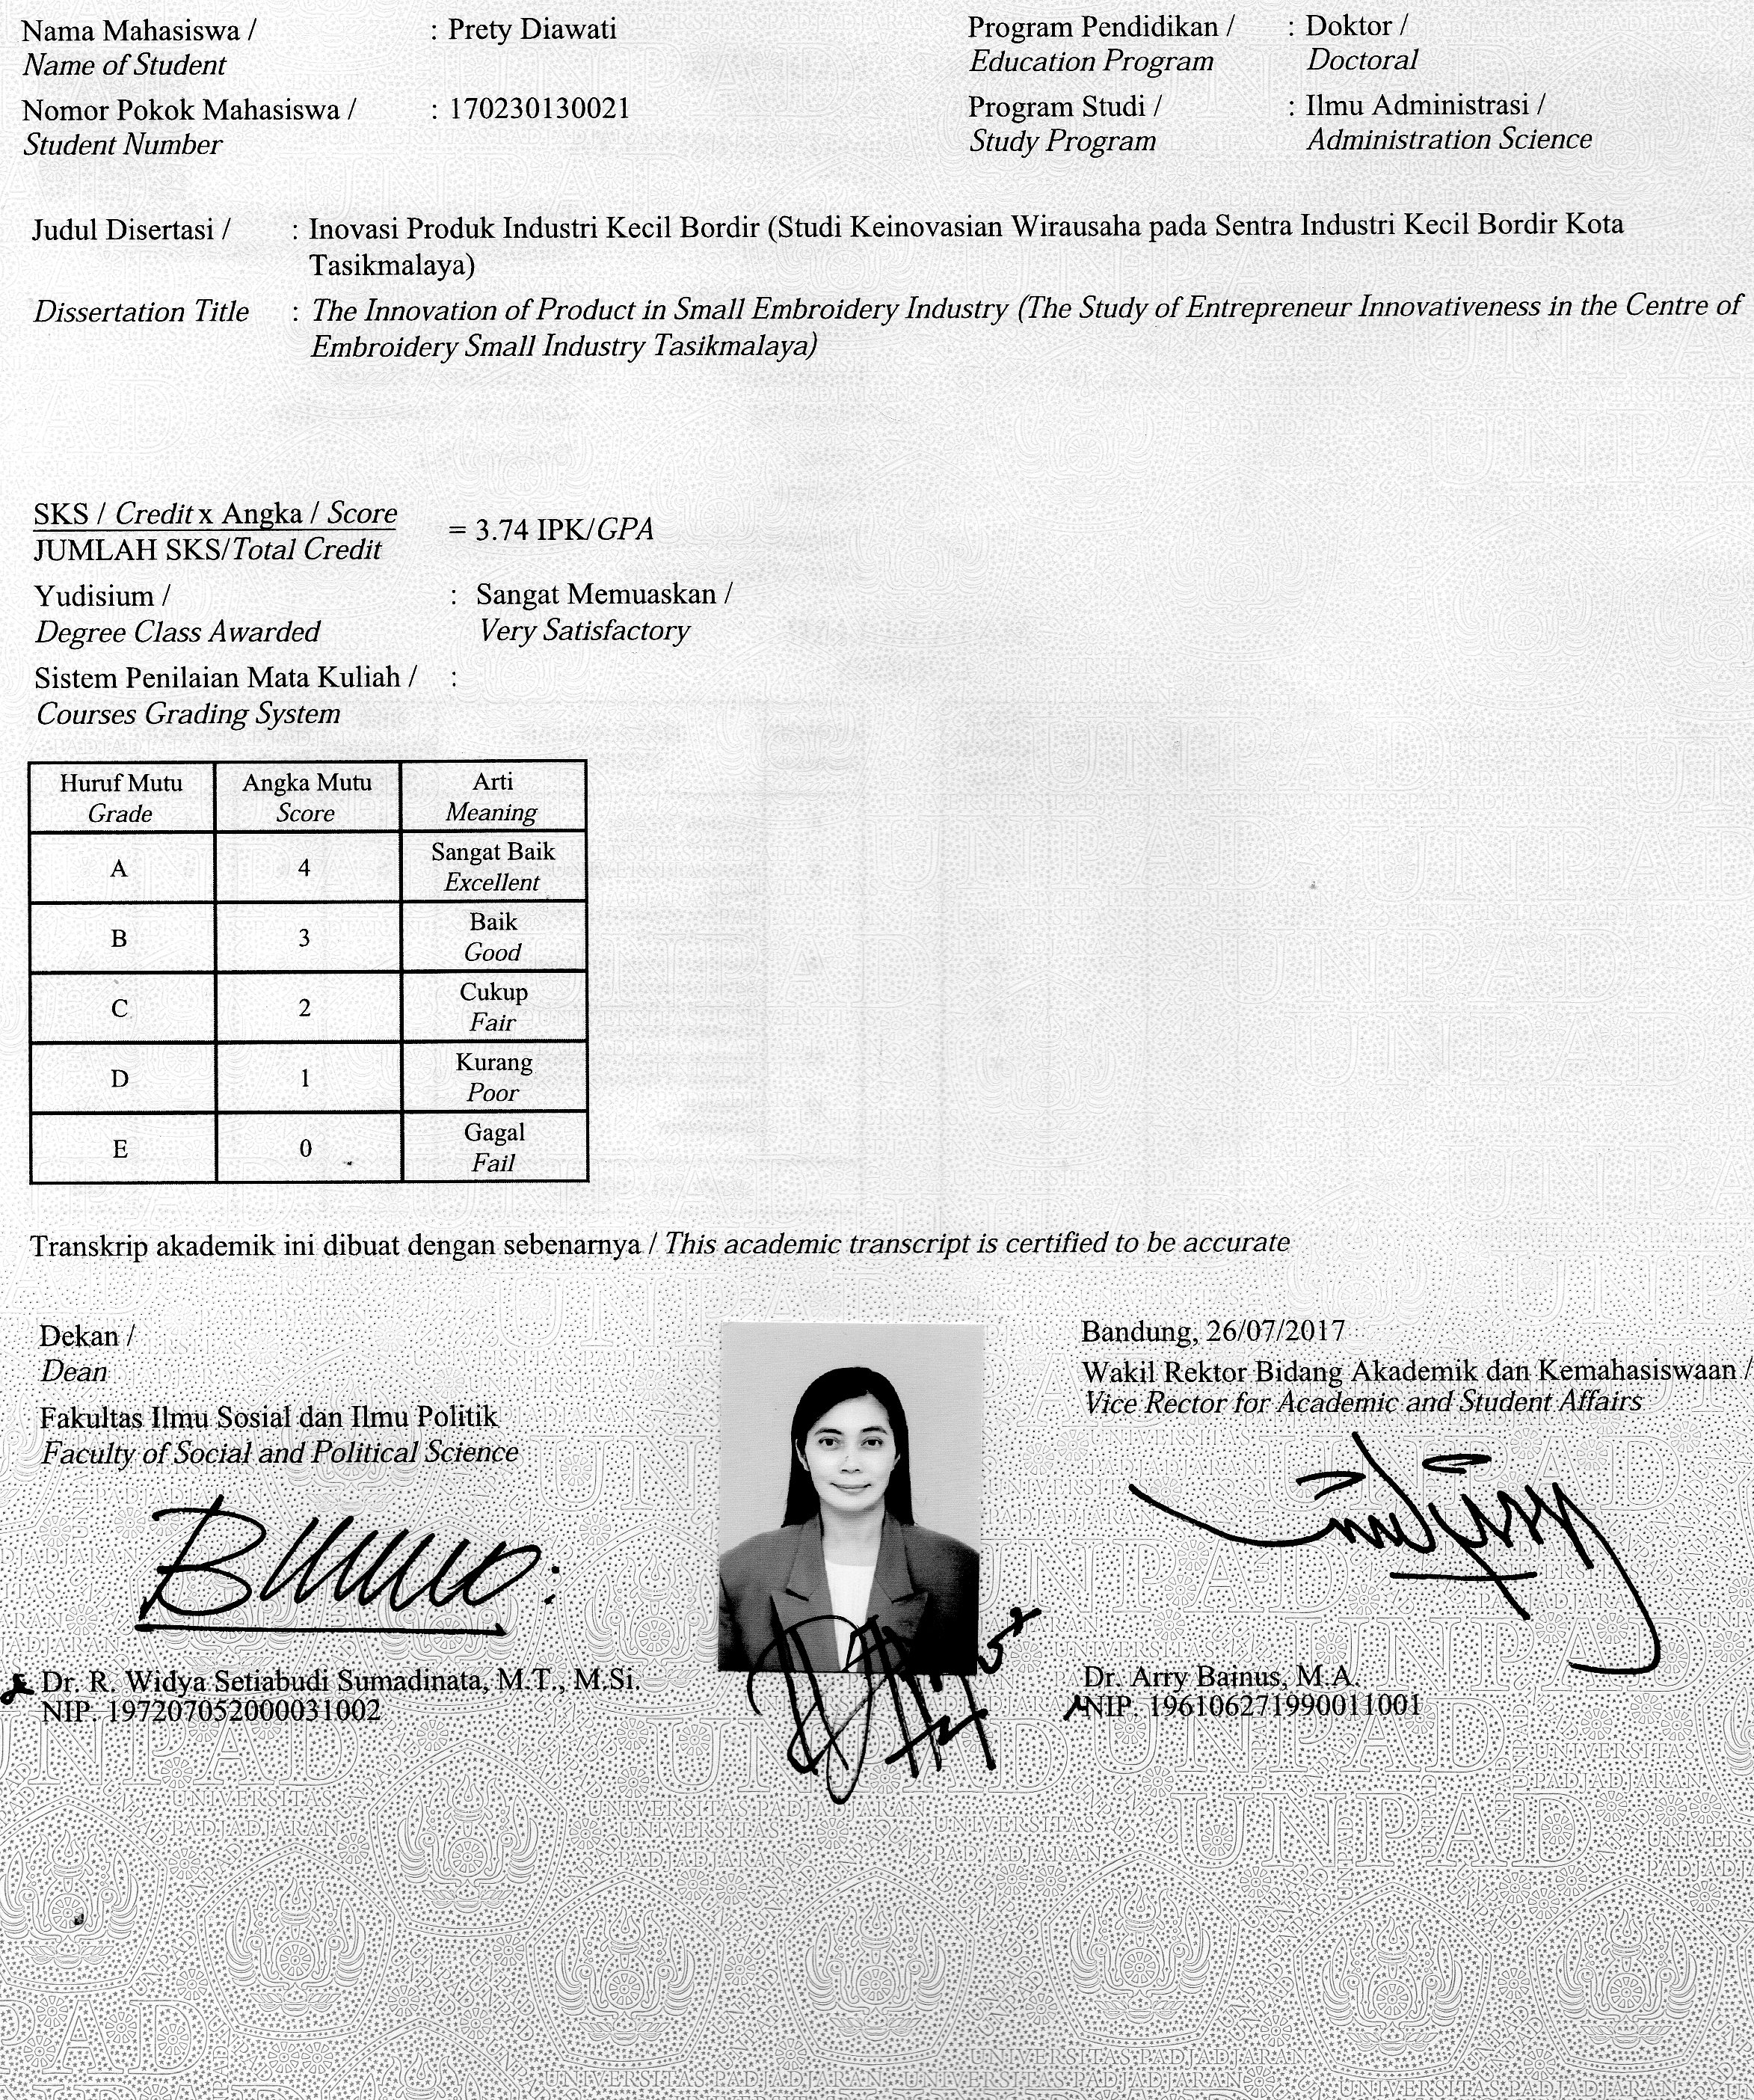 Nama Mahasiswa / : Prety Diawati Program Pendidikan / : Doktor /
Name of Student Education Program Doctoral
Nomor Pokok Mahasiswa / : 170230130021 Program Studi / : Ilmu Administrasi /
Student Number Study Program Administration Science
Judul Disertasi / : Inovasi Produk Industri Kecil Bordir (Studi Keinovasian Wirausaha pada Sentra Industri Kecil Bordir Kota
Tasikmalaya)
Dissertation Title : The Innovation of Product in Small Embroidery Industry (The Study of Entrepreneur Innovativeness in the Centre of
Embroidery Small Industry Tasikmalaya)
SKS / Credit x Angka / Score
= 3.74 IPK/GPA
JUMLAH SKS/Total Credit
Yudisium / : Sangat Memuaskan /
Degree Class Awarded Very Satisfactory
Sistem Penilaian Mata Kuliah / :
Courses Grading System
Huruf Mutu Angka Mutu Arti
Grade Score Meaning
A 4 Sangat Baik
Excellent
B 3 Baik
Good
C 2 Cukup
Fair
D 1 Kurang
Poor
E 0 Gagal
Fail
Transkrip akademik ini dibuat dengan sebenarnya / This academic transcript is certified to be accurate
Dekan /
Dean
Fakultas Ilmu Sosial dan Ilmu Politik
Faculty of Social and Political Science
Dr. R. Widya Setiabudi Sumadinata, M.T., M.Si.
NIP. 197207052000031002
Bandung, 26/07/2017
Wakil Rektor Bidang Akademik dan Kemahasiswaan /
Vice Rector for Academic and Student Affairs
Dr. Arry Bainus, M.A.
NIP. 196106271990011001
UNPAD
UNIVERSITAS PADJADJARAN